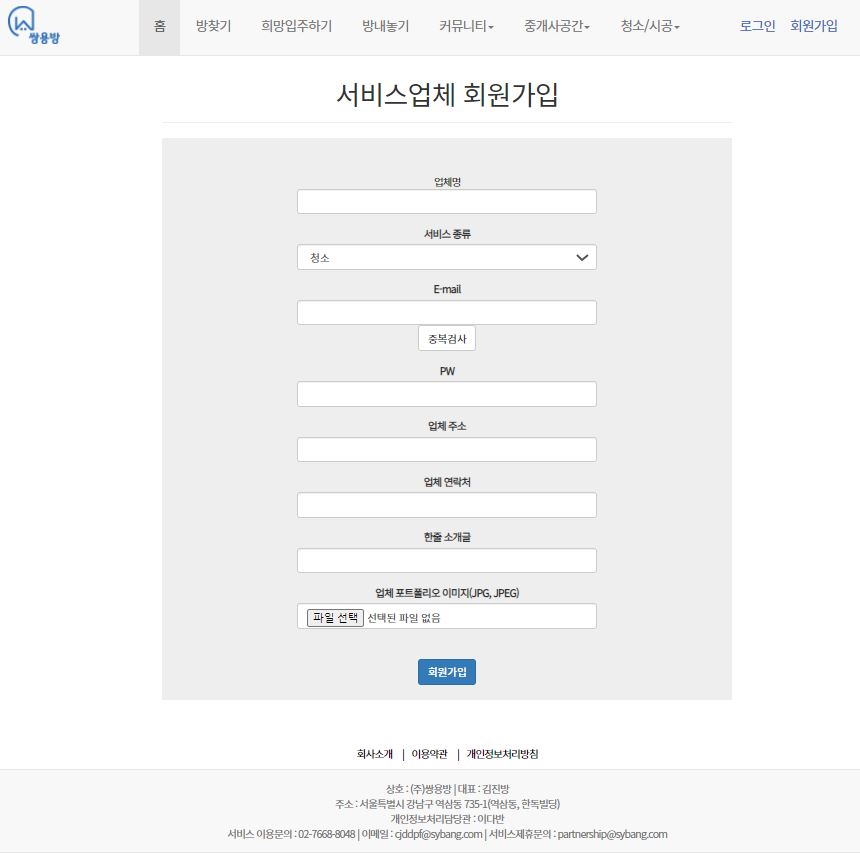 쌍용방
홈 방찾기 희망입주하기 방내놓기 커뮤니티 중개사공간 청소/시공 로그인 회원가입
서비스업체 회원가입
업체명
서비스 종류
청소
E-mail
중복검사
PW
업체 주소
업체 연락처
한줄 소개글
업체 포트폴리오 이미지(JPG, JPEG)
파일 선택 선택된 파일 없음
회원가입
회사소개 | 이용약관 | 개인정보처리방침
상호 : (주)쌍용방 | 대표 : 김진방
주소 : 서울특별시 강남구 역삼동 735-1(역삼동, 한독빌딩)
개인정보처리담당관 : 이다반
서비스 이용문의 : 02-7668-8048 | 이메일 : cjddpf@sybang.com | 서비스제휴문의 : partnership@sybang.com